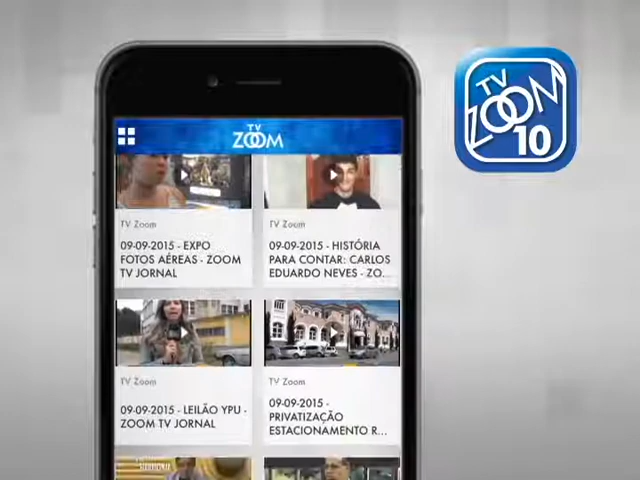 TV
ZOOM
TV
ZOOM
10
TV Zoom
09-09-2015 - EXPO
FOTOS AÉREAS - ZOOM
TV JORNAL
TV Zoom
09-09-2015 - HISTÓRIA
PARA CONTAR: CARLOS
EDUARDO NEVES - ZO...
TV Zoom
09-09-2015 - LEILÃO YPU -
ZOOM TV JORNAL
TV Zoom
09-09-2015 -
PRIVATIZAÇÃO
ESTACIONAMENTO R...